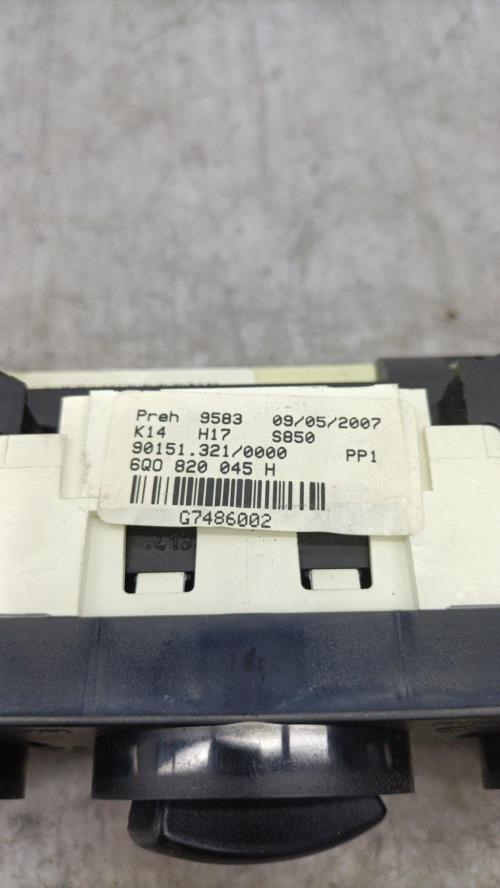 Preh 9583 09/05/2007
K14 H17 S850
90151.321/0000 PP1
6Q0 820 045 H
G7486002